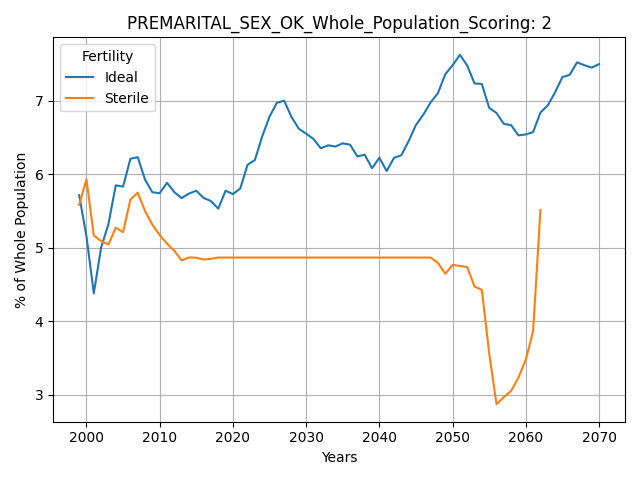 PREMARITAL_SEX_OK_Whole_Population_Scoring: 2
Fertility
Ideal
Sterile
% of Whole Population
7
6
5
4
3
2000 2010 2020 2030 2040 2050 2060 2070
Years